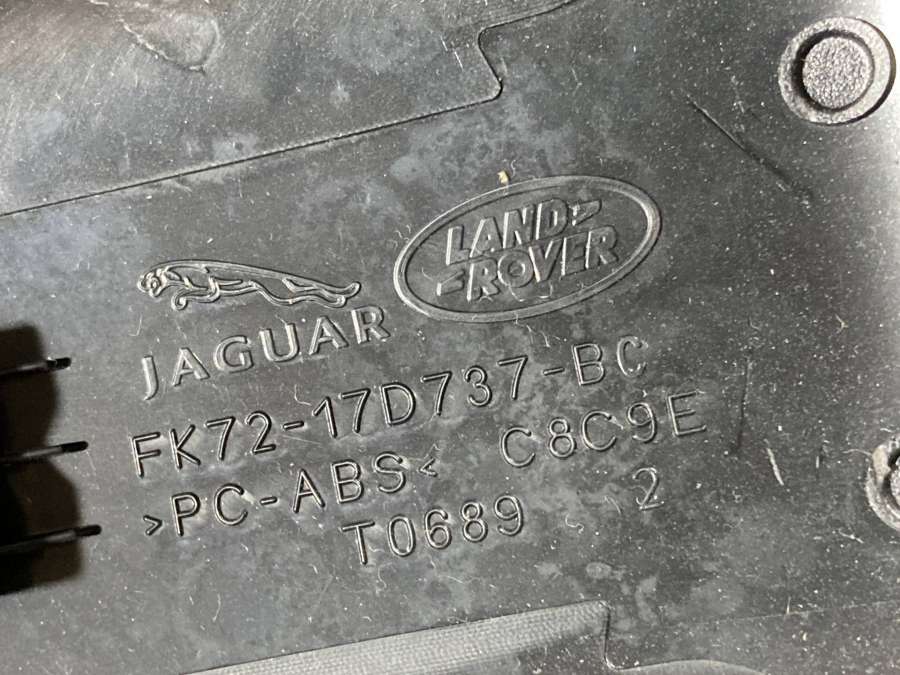 LAND
ROVER
JAGUAR
FK72-17D737-BC
>PC-ABS< C8C9E
T0689 2